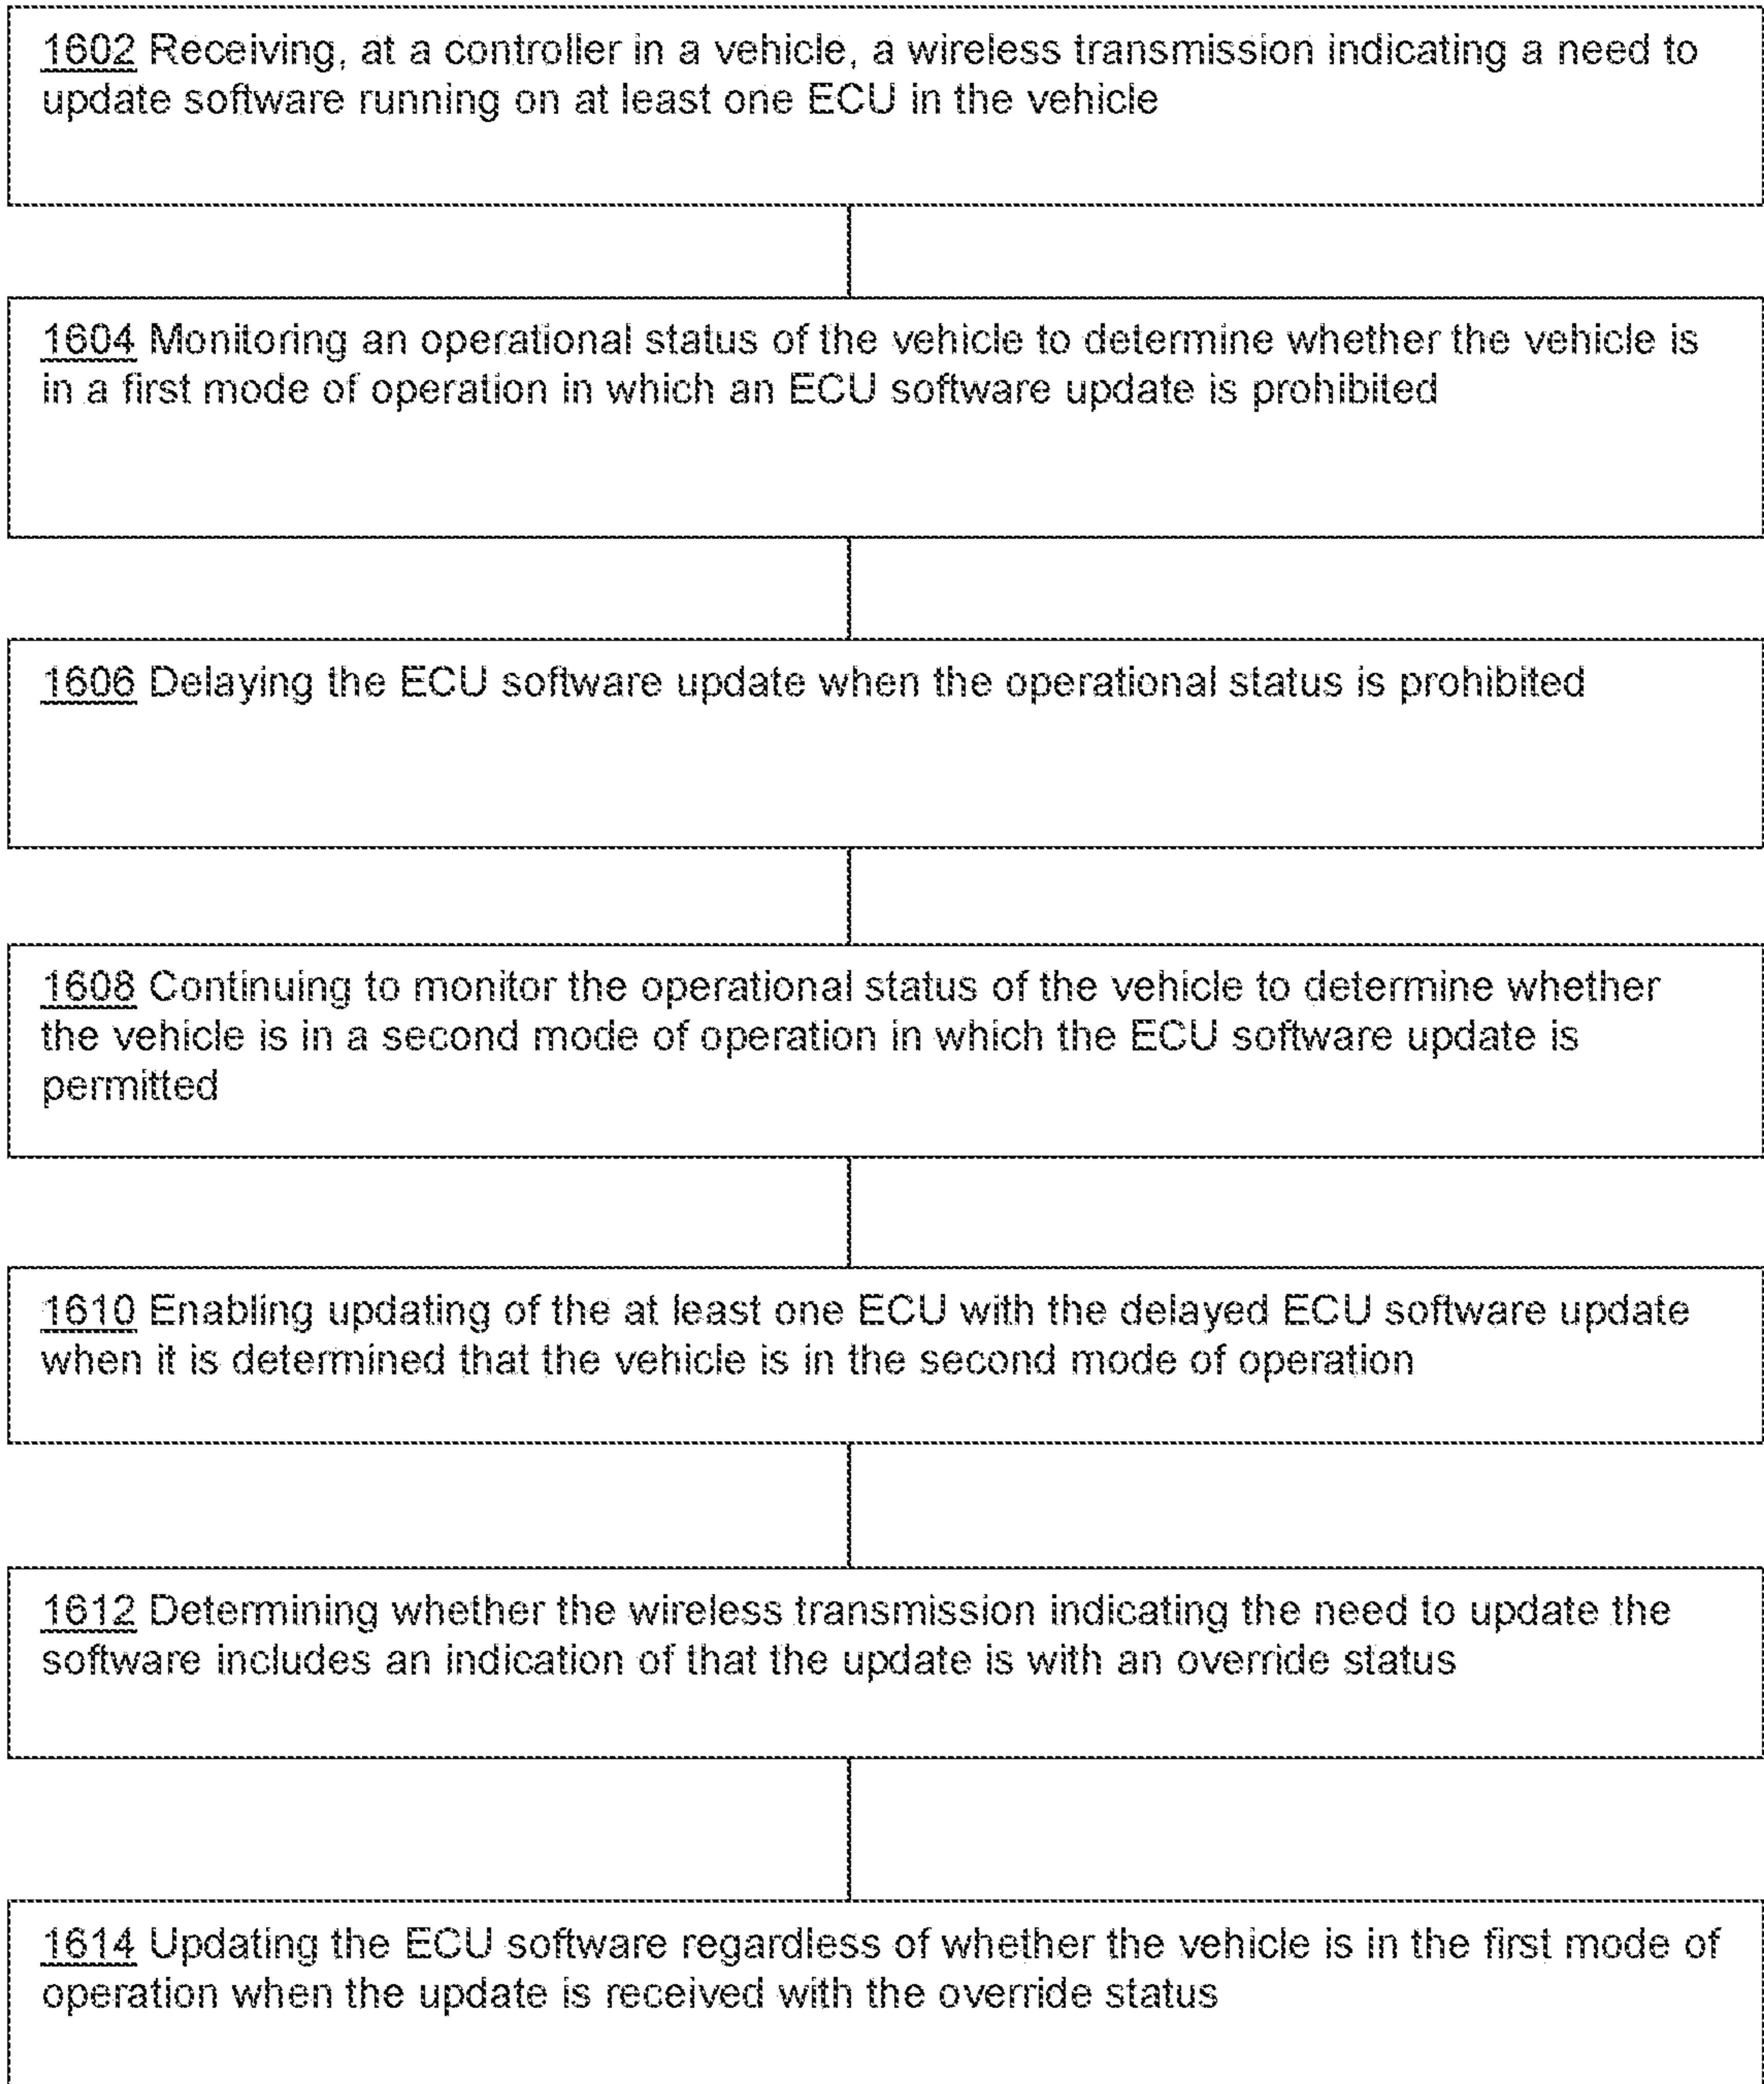 1602 Receiving, at a controller in a vehicle, a wireless transmission indicating a need to
update software running on at least one ECU in the vehicle
1604 Monitoring an operational status of the vehicle to determine whether the vehicle is
in a first mode of operation in which an ECU software update is prohibited
1606 Delaying the ECU software update when the operational status is prohibited
1608 Continuing to monitor the operational status of the vehicle to determine whether
the vehicle is in a second mode of operation in which the ECU software update is
permitted
1610 Enabling updating of the at least one ECU with the delayed ECU software update
when it is determined that the vehicle is in the second mode of operation
1612 Determining whether the wireless transmission indicating the need to update the
software includes an indication of that the update is with an override status
1614 Updating the ECU software regardless of whether the vehicle is in the first mode of
operation when the update is received with the override status